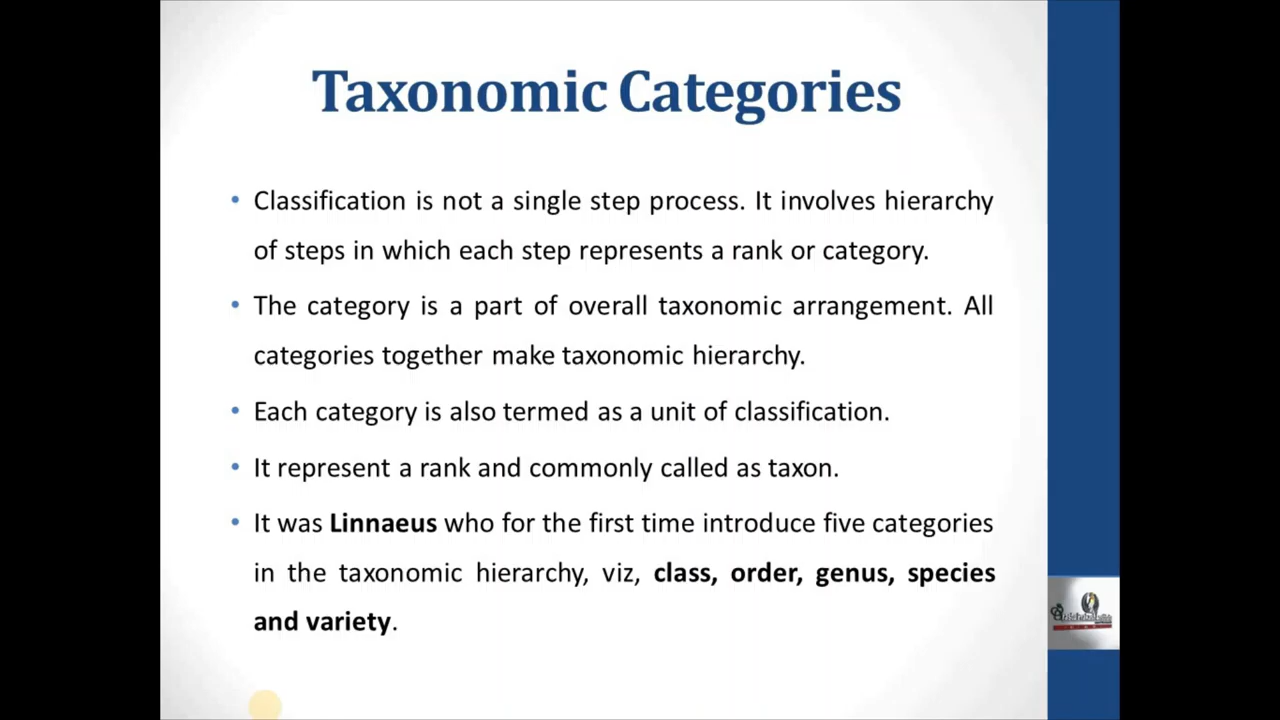 Taxonomic Categories
• Classification is not a single step process. It involves hierarchy
of steps in which each step represents a rank or category.
• The category is a part of overall taxonomic arrangement. All
categories together make taxonomic hierarchy.
• Each category is also termed as a unit of classification.
• It represent a rank and commonly called as taxon.
• It was Linnaeus who for the first time introduce five categories
in the taxonomic hierarchy, viz, class, order, genus, species
and variety.